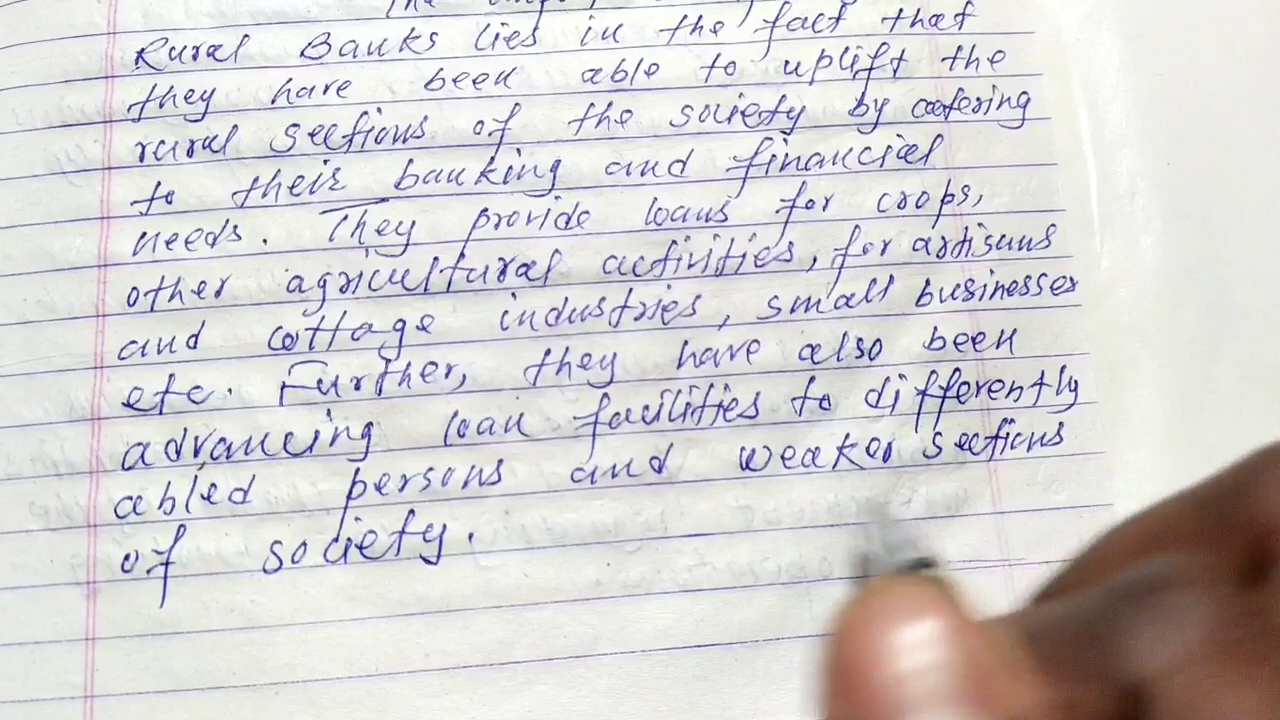 The
Rural Banks lies in the fact that
they have been able to uplift the
rural sections of the society by catering
to their banking and financial
needs. They provide loans for crops,
other agricultural activities, for artisans
and cottage industries, small businesses
etc. Further, they have also been
advancing loan facilities to differently
abled persons and weaker sections
of society.